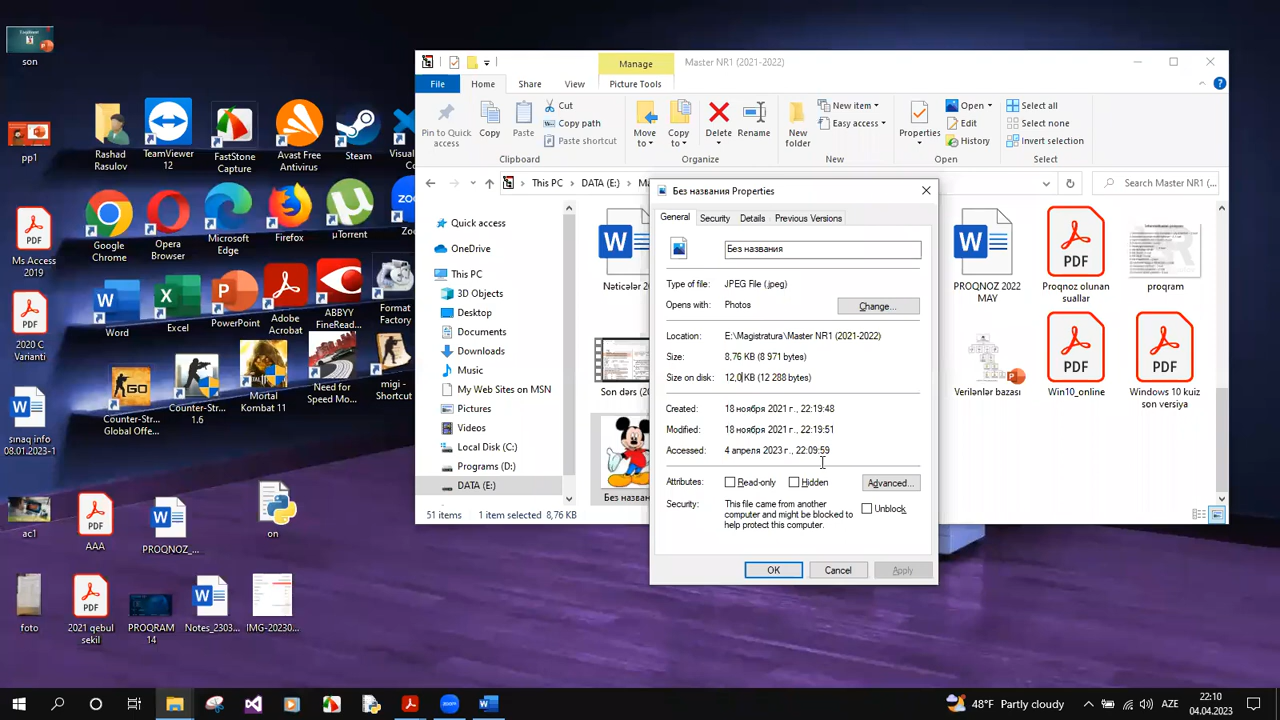 son
pp1
Ms Access
2019
2020 C
Varianti
sınaq info
08.01.2023-1
ac1
foto
Rashad
Rasulov
TeamViewer
12
FastStone
Capture
Avast Free
Antivirus
Steam
Visual-
Co
Google
Chrome
Opera
Browser
Microsoft
Edge
Firefox
µTorrent
Zoo
Word
Excel
PowerPoint
Adobe
Acrobat
ABBYY
FineRead...
Format
Factory
Counter-Str...
Global Offe...
Counter-Strike
1.6
Mortal
Kombat 11
Need for
Speed
migi -
Shortcut
AAA
PROQNOZ_...
on
2021 qebul
sekil
PROQRAM
14
Notes_2303...
IMG-20230...
Manage
Master NR1 (2021-2022)
File
Home
Share
View
Picture Tools
Pin to Quick
access
Copy
Paste
Cut
Copy path
Paste shortcut
Clipboard
Move
to
Copy
to
Delete
Rename
Organize
New
folder
New item
Easy access
New
Properties
Open
Edit
History
Open
Select all
Select none
Invert selection
Select
This PC
DATA (E:)
Ma
Search Master NR1 (...
Quick access
OneDrive
This PC
3D Objects
Desktop
Documents
Downloads
Music
My Web Sites on MSN
Pictures
Videos
Local Disk (C:)
Programs (D:)
DATA (E:)
51 items
1 item selected
8,76 KB
Nəticələr 20
Son dərs (04.
Без назван
PROQNOZ 2022
MAY
Proqnoz olunan
suallar
proqram
Verilənlər bazası
Win10_online
Windows 10 kuiz
son versiya
Без названия Properties
General
Security
Details
Previous Versions
Без названия
Type of file: JPEG File (.jpeg)
Opens with: Photos
Change...
Location: E:\Magistratura\Master NR1 (2021-2022)
Size: 8,76 KB (8 971 bytes)
Size on disk: 12,0 KB (12 288 bytes)
Created: 18 ноября 2021 г., 22:19:48
Modified: 18 ноября 2021 г., 22:19:51
Accessed: 4 апреля 2023 г., 22:09:59
Attributes: Read-only Hidden
Advanced...
Security: This file came from another
computer and might be blocked to
help protect this computer.
Unblock
OK
Cancel
Apply
48°F Partly cloudy
AZE
22:10
04.04.2023